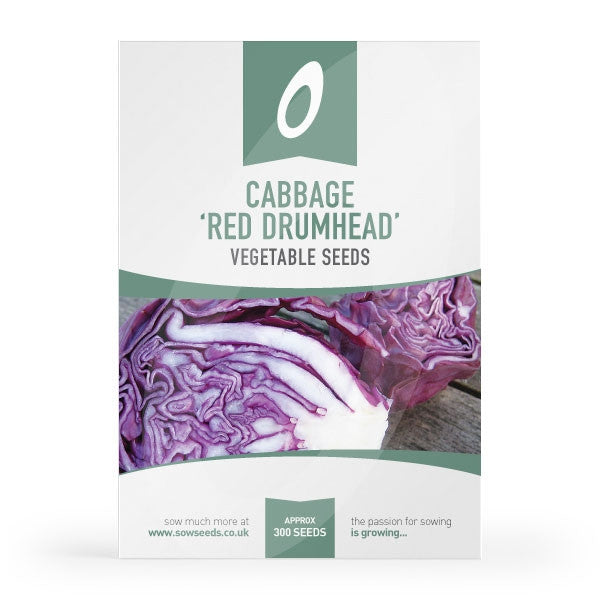 CABBAGE
‘RED DRUMHEAD’
VEGETABLE SEEDS
sow much more at
www.sowseeds.co.uk
APPROX
300 SEEDS
the passion for sowing
is growing...